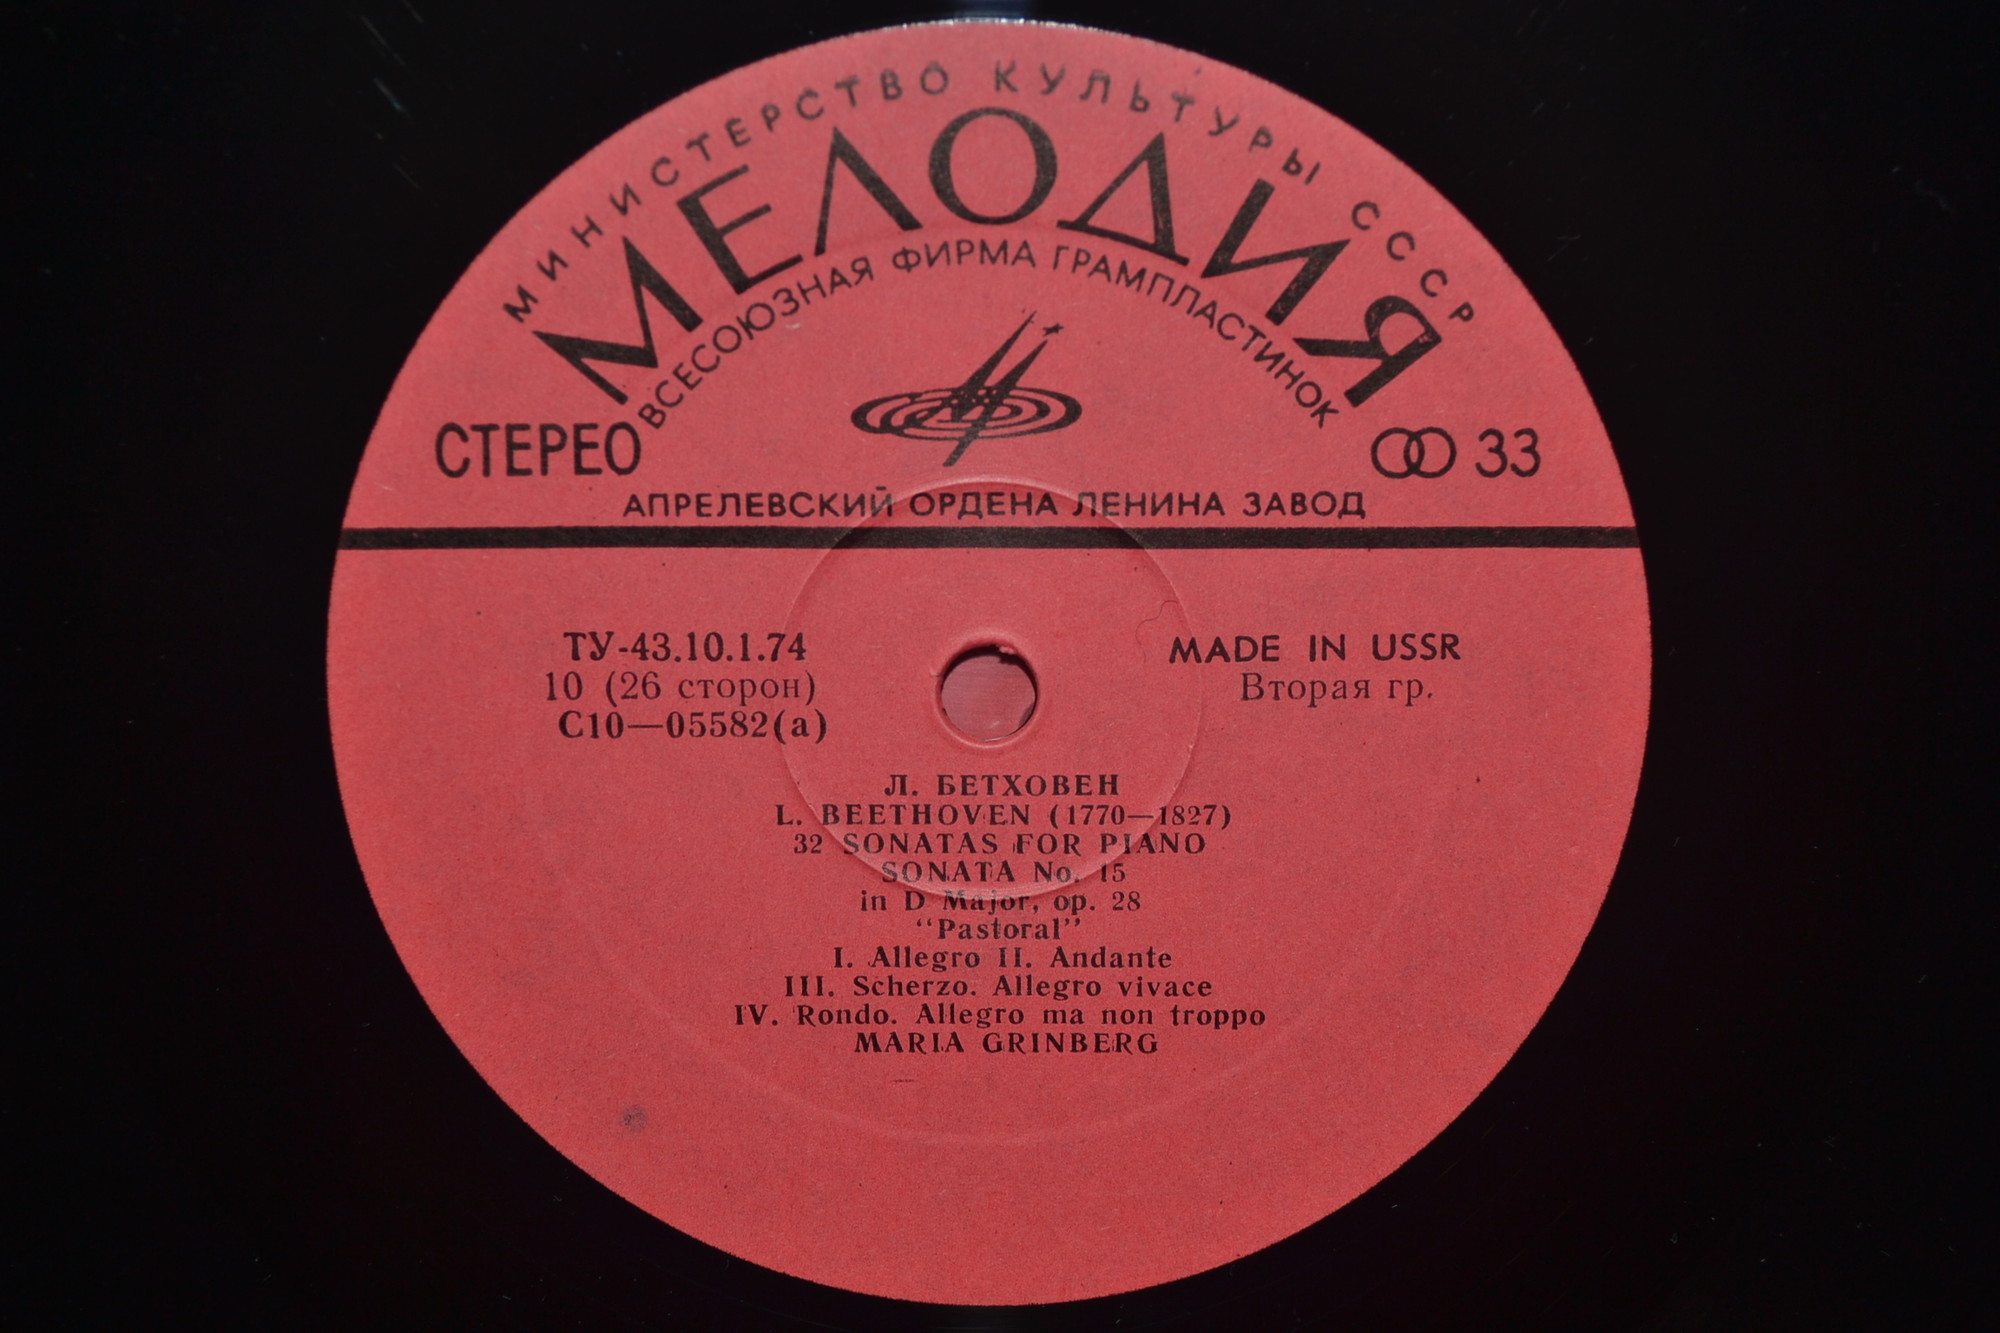 МИНИСТЕРСТВО КУЛЬТУРЫ СССР
МЕЛОДИЯ
ВСЕСОЮЗНАЯ ФИРМА ГРАМПЛАСТИНОК
СТЕРЕО
33
АПРЕЛЕВСКИЙ ОРДЕНА ЛЕНИНА ЗАВОД
ТУ-43.10.1.74
10 (26 сторон)
С10—05582(а)
MADE IN USSR
Вторая гр.
Л. БЕТХОВЕН
L. BEETHOVEN (1770—1827)
32 SONATAS FOR PIANO
SONATA No. 15
in D Major, op. 28
“Pastoral”
I. Allegro II. Andante
III. Scherzo. Allegro vivace
IV. Rondo. Allegro ma non troppo
MARIA GRINBERG